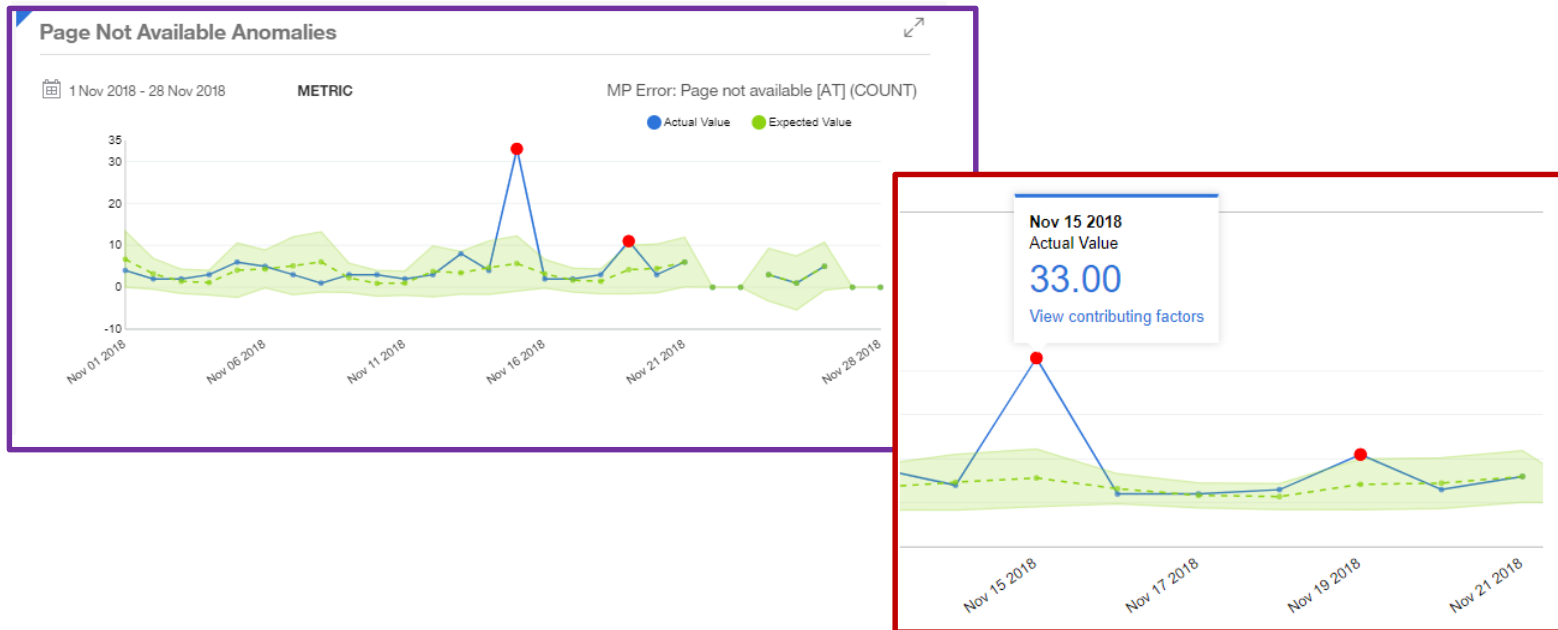 Page Not Available Anomalies
1 Nov 2018 - 28 Nov 2018 METRIC MP Error: Page not available [AT] (COUNT)
Actual Value Expected Value
35
30
20
10
0
-10
Nov 01 2018 Nov 06 2018 Nov 11 2018 Nov 16 2018 Nov 21 2018 Nov 28 2018
Nov 15 2018
Actual Value
33.00
View contributing factors
Nov 15 2018 Nov 17 2018 Nov 19 2018 Nov 21 2018